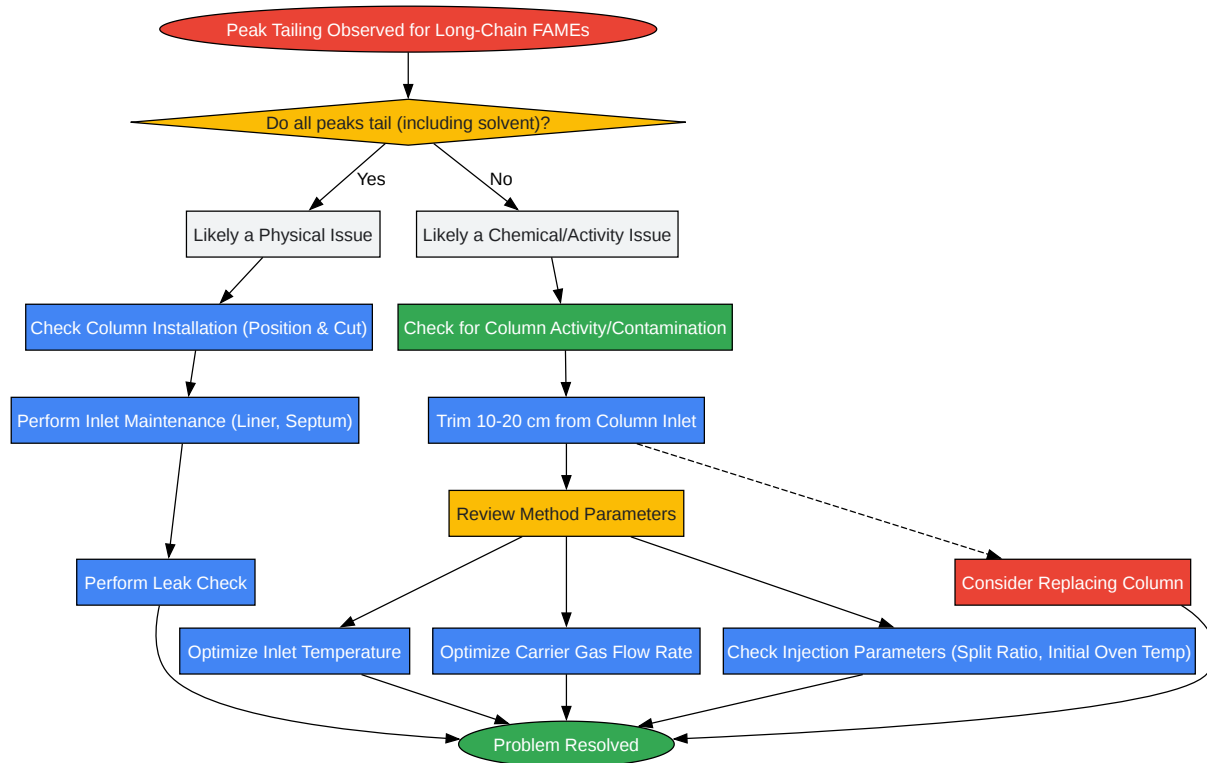 Peak Tailing Observed for Long-Chain FAMEs
Do all peaks tail (including solvent)?
Yes
No
Likely a Physical Issue
Likely a Chemical/Activity Issue
Check Column Installation (Position & Cut)
Check for Column Activity/Contamination
Perform Inlet Maintenance (Liner, Septum)
Trim 10-20 cm from Column Inlet
Review Method Parameters
Perform Leak Check
Consider Replacing Column
Optimize Inlet Temperature
Optimize Carrier Gas Flow Rate
Check Injection Parameters (Split Ratio, Initial Oven Temp)
Problem Resolved